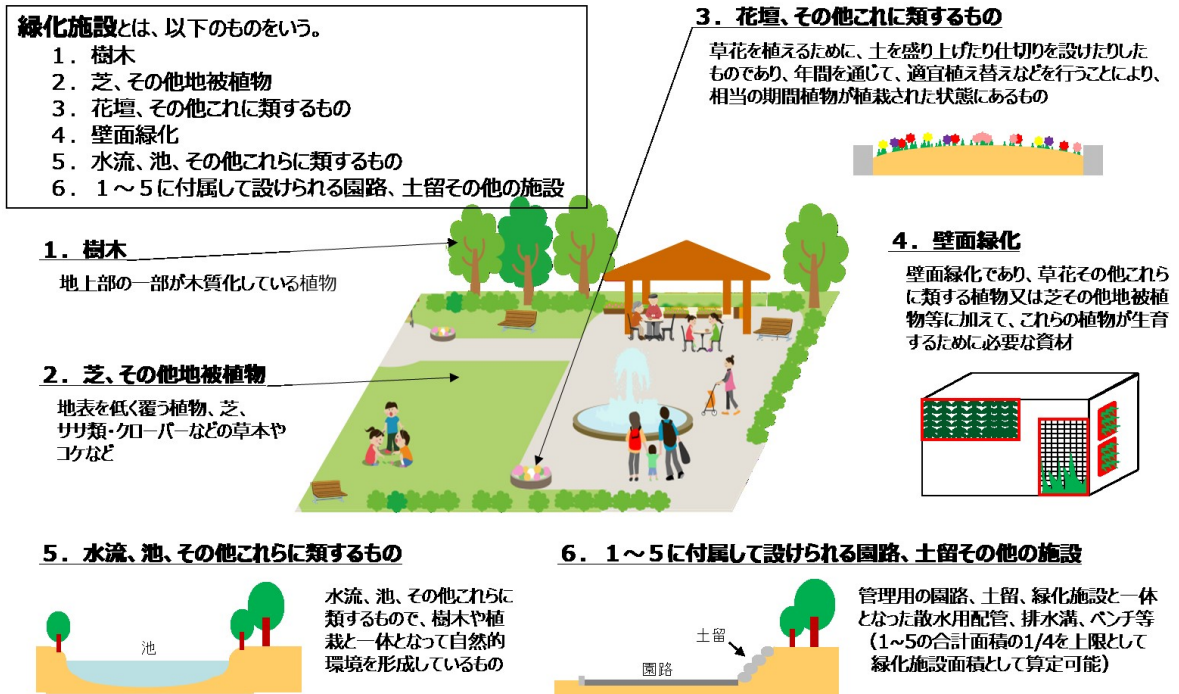 緑化施設とは、以下のものをいう。
１．樹木
２．芝、その他地被植物
３．花壇、その他これに類するもの
４．壁面緑化
５．水流、池、その他これらに類するもの
６．１～５に付属して設けられる園路、土留その他の施設
３．花壇、その他これに類するもの
草花を植えるために、土を盛り上げたり仕切りを設けたりした
ものであり、年間を通じて、適宜植え替えなどを行うことにより、
相当の期間植物が植栽された状態にあるもの
１．樹木
地上部の一部が木質化している植物
２．芝、その他地被植物
地表を低く覆う植物、芝、
ササ類・クローバーなどの草本や
コケなど
４．壁面緑化
壁面緑化であり、草花その他これら
に類する植物又は芝その他地被植
物等に加えて、これらの植物が生育
するために必要な資材
５．水流、池、その他これらに類するもの
池
水流、池、その他これらに
類するもので、樹木や植
栽と一体となって自然的
環境を形成しているもの
６．１～５に付属して設けられる園路、土留その他の施設
土留
園路
管理用の園路、土留、緑化施設と一体
となった散水用配管、排水溝、ベンチ等
（1~5の合計面積の1/4を上限として
緑化施設面積として算定可能）